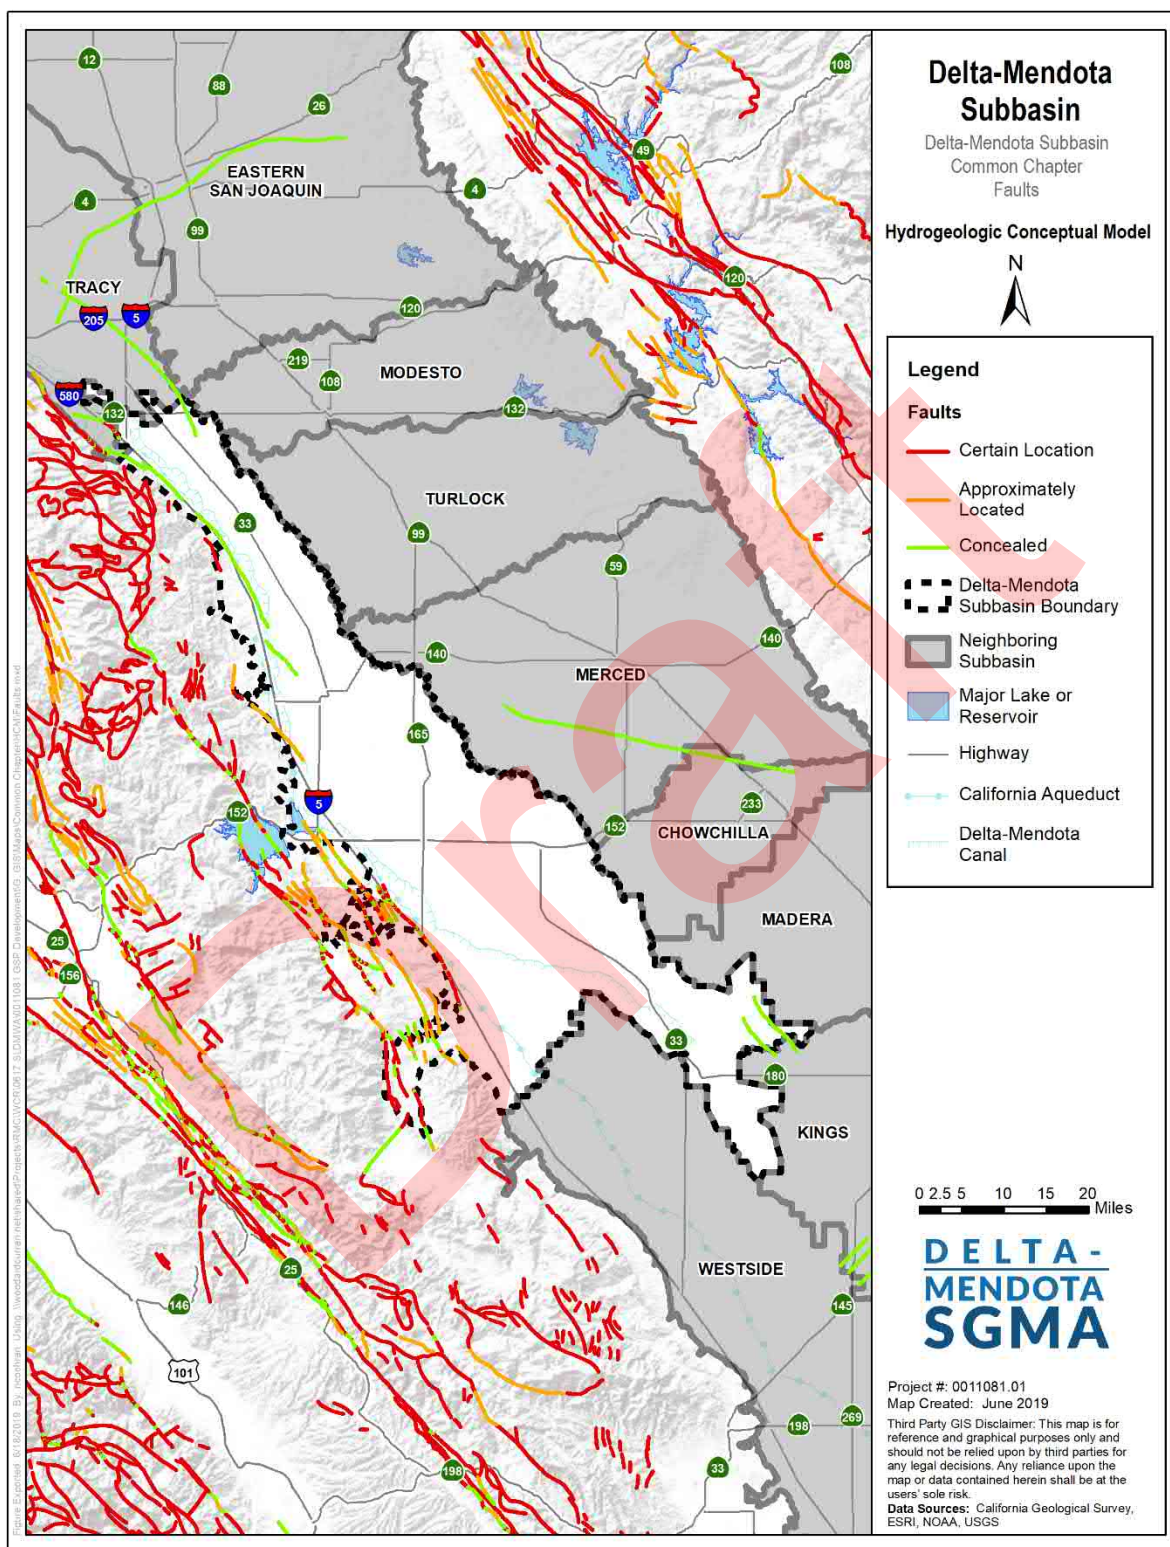 Delta-Mendota
Subbasin
Delta-Mendota Subbasin
Common Chapter
Faults
Hydrogeologic Conceptual Model
N
Legend
Faults
Certain Location
Approximately
Located
Concealed
Delta-Mendota
Subbasin Boundary
Neighboring
Subbasin
Major Lake or
Reservoir
Highway
California Aqueduct
Delta-Mendota
Canal
0 2.5 5 10 15 20
Miles
DELTA-
MENDOTA
SGMA
Project #: 0011081.01
Map Created: June 2019
Third Party GIS Disclaimer: This map is for
reference and graphical purposes only and
should not be relied upon by third parties for
any legal decisions. Any reliance upon the
map or data contained herein shall be at the
users' sole risk.
Data Sources: California Geological Survey,
ESRI, NOAA, USGS
12
88
26
108
EASTERN
SAN JOAQUIN
49
4
4
99
TRACY
205
5
120
120
219
108
MODESTO
580
132
132
TURLOCK
33
99
59
140
140
MERCED
165
5
152
233
152
CHOWCHILLA
MADERA
25
156
33
180
KINGS
25
WESTSIDE
146
145
101
198
269
198
33
Draft